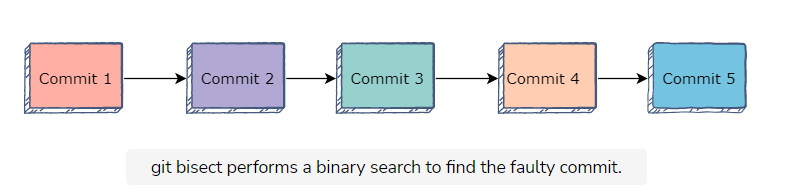 Commit 1
Commit 2
Commit 3
Commit 4
Commit 5
git bisect performs a binary search to find the faulty commit.